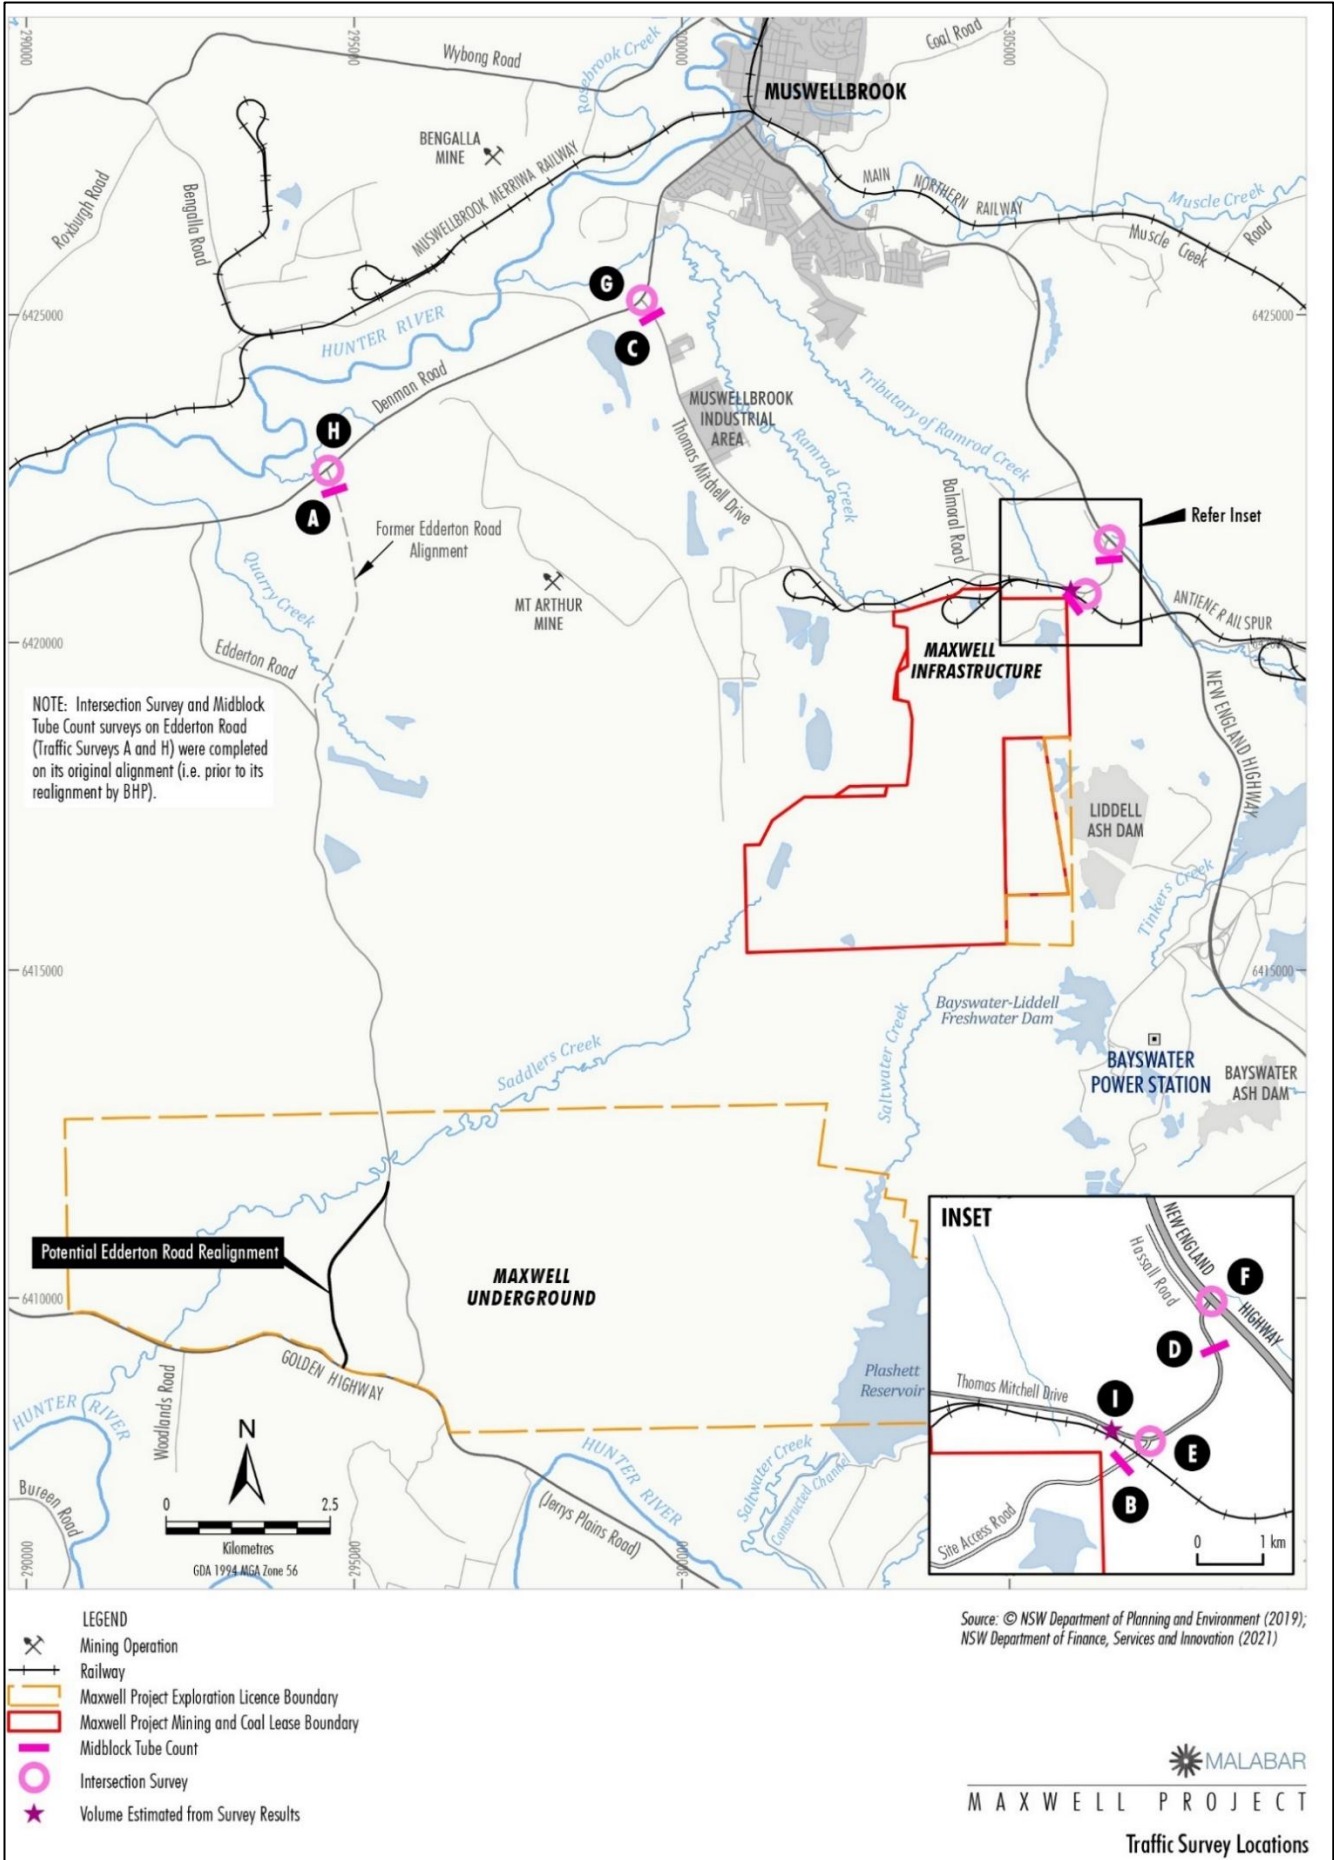 290000
295000
300000
305000
Wybong Road
Rosebrook Creek
Coal Road
MUSWELLBROOK
BENGALLA
MINE
Roxburgh Road
Bengalla Road
MUSWELLBROOK MERRIWA RAILWAY
MAIN NORTHERN RAILWAY
Muscle Creek
Muscle Creek Road
G
6425000
6425000
HUNTER RIVER
C
Denman Road
MUSWELLBROOK
INDUSTRIAL
AREA
Tributary of Ramrod Creek
H
Thomas Mitchell Drive
Ramrod Creek
Balmoral Road
A
Refer Inset
Former Edderton Road
Alignment
Quarry Creek
MT ARTHUR
MINE
ANTIENE RAIL SPUR
6420000
Edderton Road
MAXWELL
INFRASTRUCTURE
NEW ENGLAND HIGHWAY
NOTE: Intersection Survey and Midblock
Tube Count surveys on Edderton Road
(Traffic Surveys A and H) were completed
on its original alignment (i.e. prior to its
realignment by BHP).
LIDDELL
ASH DAM
Tinkers Creek
6415000
6415000
Bayswater-Liddell
Freshwater Dam
Saddlers Creek
Saltwater Creek
BAYSWATER
POWER STATION
BAYSWATER
ASH DAM
Potential Edderton Road Realignment
MAXWELL
UNDERGROUND
6410000
GOLDEN HIGHWAY
Plashett
Reservoir
HUNTER RIVER
Woodlands Road
N
HUNTER RIVER
Saltwater Creek
Constructed Channel
Bureen Road
(Jerrys Plains Road)
0 2.5
Kilometres
GDA 1994 MGA Zone 56
290000
295000
300000
INSET
NEW ENGLAND HIGHWAY
Hassall Road
F
D
Thomas Mitchell Drive
I
E
B
Site Access Road
0 1 km
LEGEND
Mining Operation
Railway
Maxwell Project Exploration Licence Boundary
Maxwell Project Mining and Coal Lease Boundary
Midblock Tube Count
Intersection Survey
Volume Estimated from Survey Results
Source: © NSW Department of Planning and Environment (2019);
NSW Department of Finance, Services and Innovation (2021)
MALABAR
MAXWELL PROJECT
Traffic Survey Locations